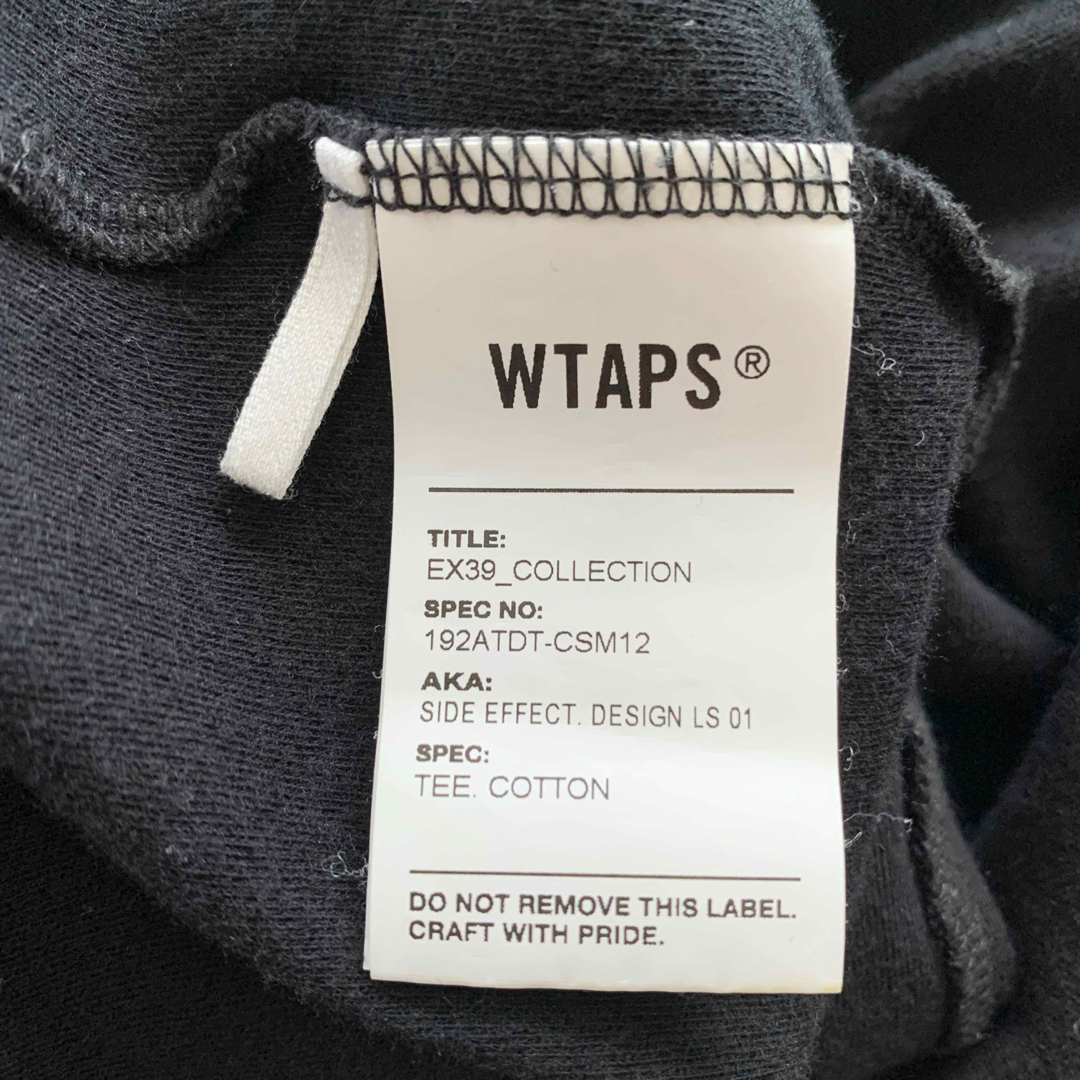 WTAPS®
TITLE:
EX39_COLLECTION
SPEC NO:
192ATDT-CSM12
AKA:
SIDE EFFECT. DESIGN LS 01
SPEC:
TEE. COTTON
DO NOT REMOVE THIS LABEL.
CRAFT WITH PRIDE.